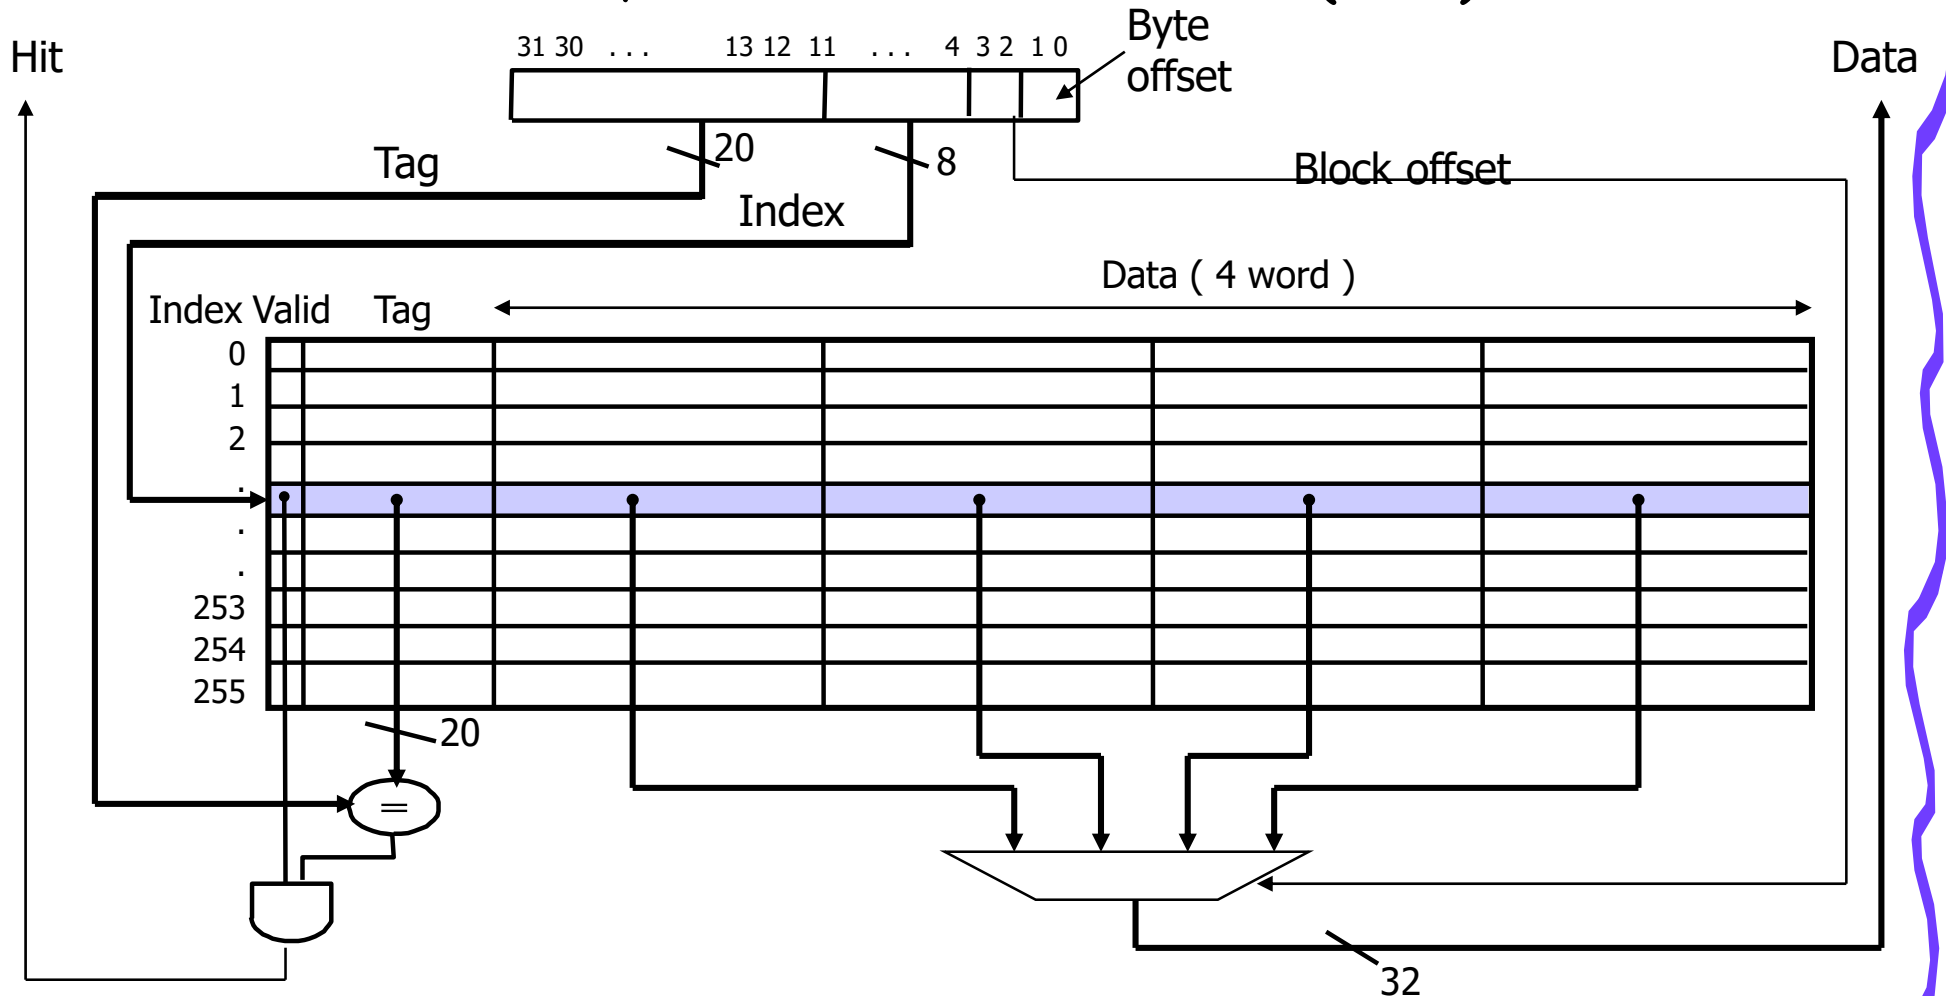 Hit
31 30 . . . 13 12 11 . . . 4 3 2 1 0
Byte
offset
Data
Tag
20
8
Block offset
Index
Data ( 4 word )
Index Valid Tag
0
1
2
.
.
.
253
254
255
20
=
32